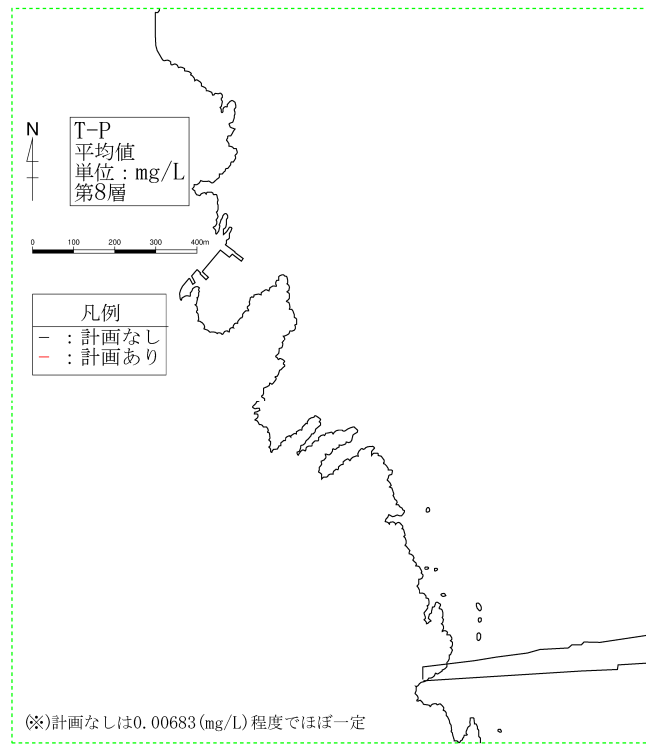 N
T-P
平均値
単位：mg/L
第8層
0 100 200 300 400m
凡例
－ ：計画なし
－ ：計画あり
(※)計画なしは0.00683(mg/L)程度でほぼ一定